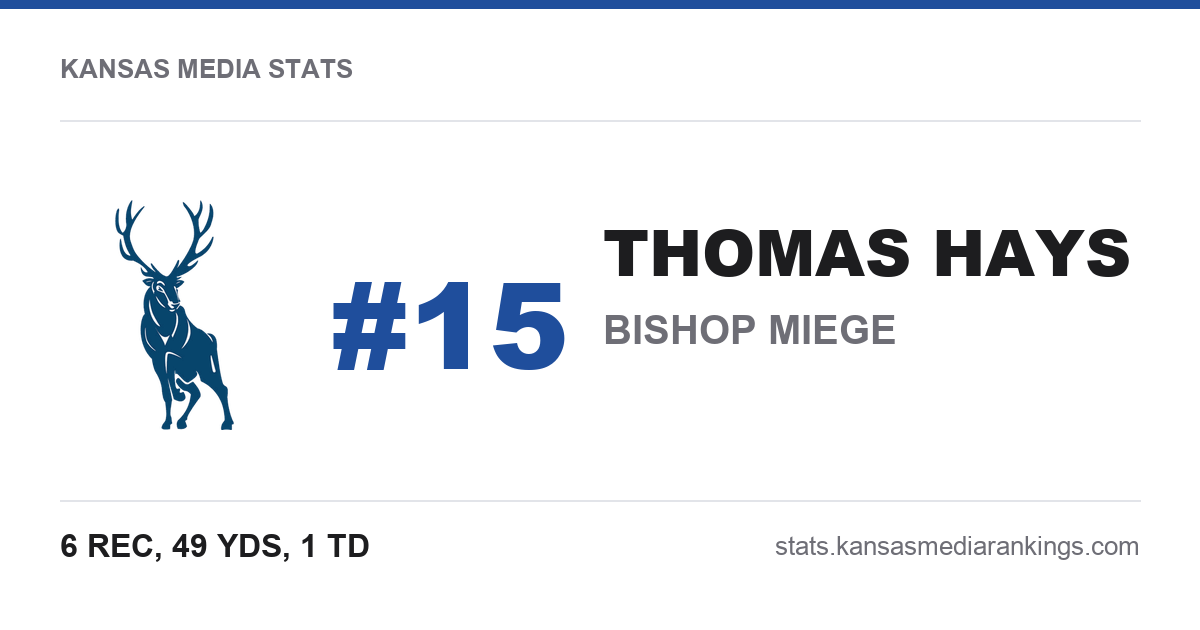 KANSAS MEDIA STATS
#15
THOMAS HAYS
BISHOP MIEGE
6 REC, 49 YDS, 1 TD
stats.kansasmediarankings.com